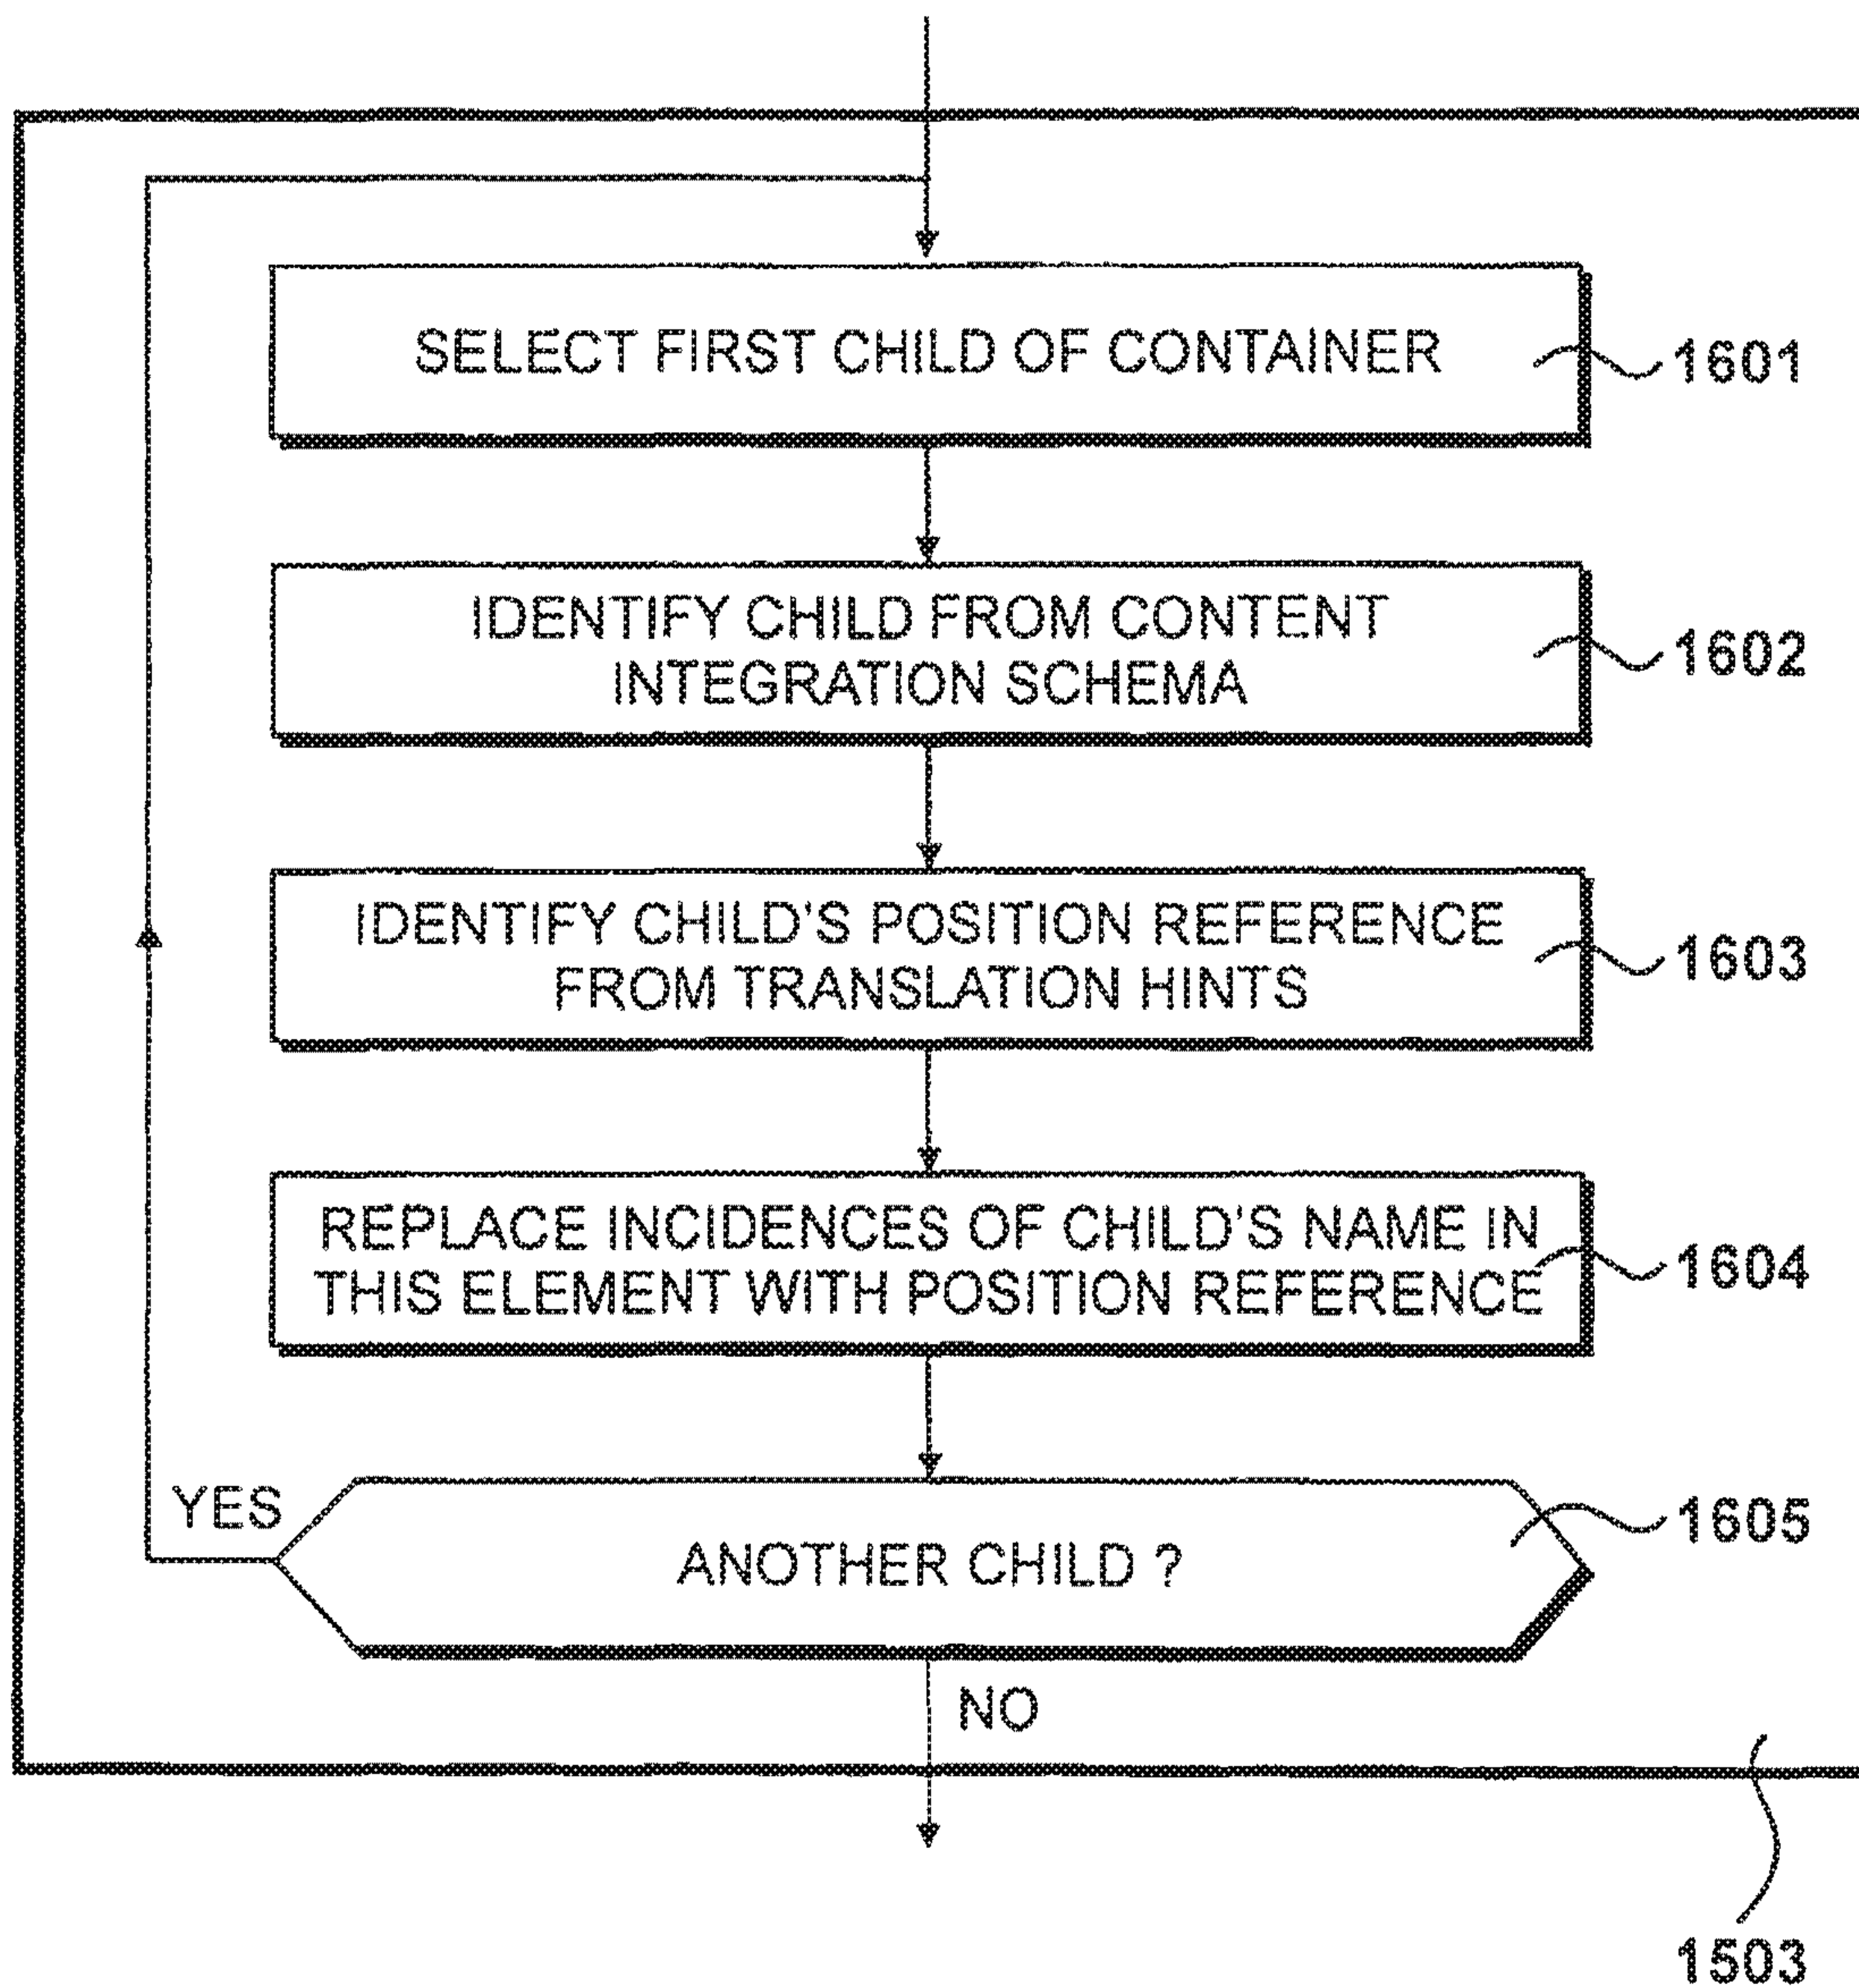 SELECT FIRST CHILD OF CONTAINER
1601
IDENTIFY CHILD FROM CONTENT
INTEGRATION SCHEMA
1602
IDENTIFY CHILD'S POSITION REFERENCE
FROM TRANSLATION HINTS
1603
REPLACE INCIDENCES OF CHILD'S NAME IN
THIS ELEMENT WITH POSITION REFERENCE
1604
YES
ANOTHER CHILD ?
1605
NO
1503